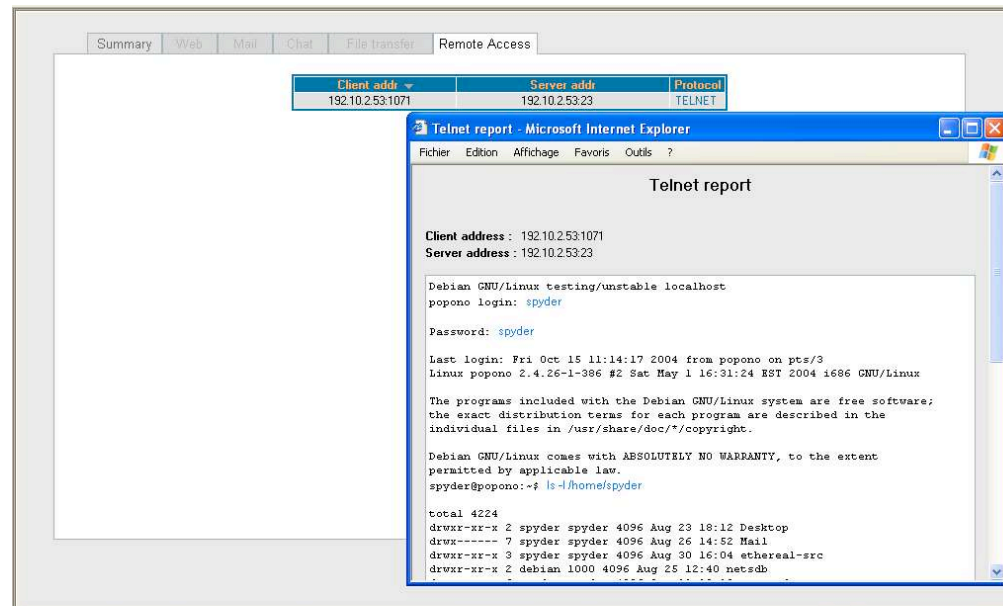 Summary Web Mail Chat File transfer Remote Access
Client addr Server addr Protocol
192.10.2.53:1071 192.10.2.53:23 TELNET
Telnet report - Microsoft Internet Explorer
Fichier Edition Affichage Favoris Outils ?
Telnet report
Client address : 192.10.2.53:1071
Server address : 192.10.2.53:23
Debian GNU/Linux testing/unstable localhost
popono login: spyder
Password: spyder
Last login: Fri Oct 15 11:14:17 2004 from popono on pts/3
Linux popono 2.4.26-1-386 #2 Sat May 1 16:31:24 EST 2004 i686 GNU/Linux
The programs included with the Debian GNU/Linux system are free software;
the exact distribution terms for each program are described in the
individual files in /usr/share/doc/*/copyright.
Debian GNU/Linux comes with ABSOLUTELY NO WARRANTY, to the extent
permitted by applicable law.
spyder@popono:~$ ls -l /home/spyder
total 4224
drwxr-xr-x 2 spyder spyder 4096 Aug 23 18:12 Desktop
drwx------ 7 spyder spyder 4096 Aug 26 14:52 Mail
drwxr-xr-x 3 spyder spyder 4096 Aug 30 16:04 ethereal-src
drwxr-xr-x 2 debian 1000 4096 Aug 25 12:40 netsdb